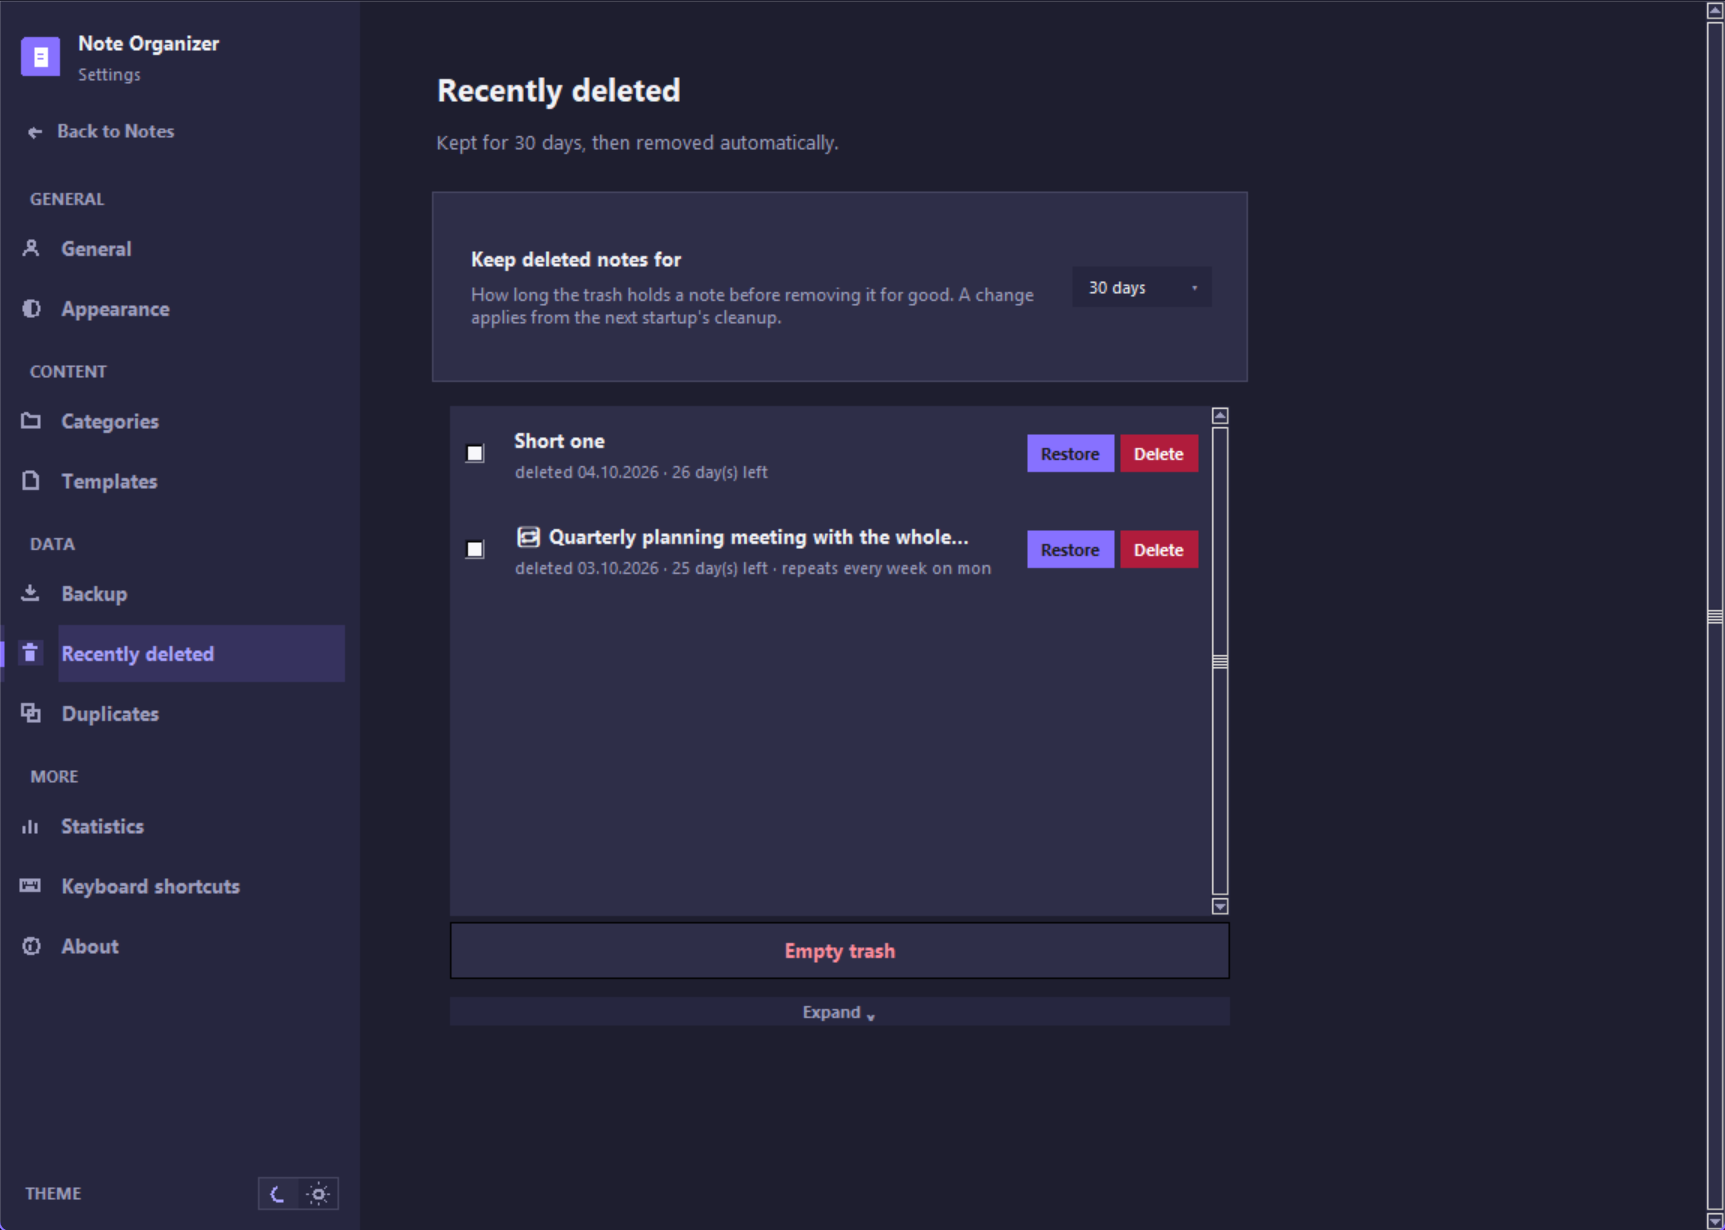 Note Organizer
Settings
Back to Notes
GENERAL
General
Appearance
CONTENT
Categories
Templates
DATA
Backup
Recently deleted
Duplicates
MORE
Statistics
Keyboard shortcuts
About
THEME
Recently deleted
Kept for 30 days, then removed automatically.
Keep deleted notes for
How long the trash holds a note before removing it for good. A change
applies from the next startup's cleanup.
30 days
Short one
deleted 04.10.2026 · 26 day(s) left
Restore
Delete
Quarterly planning meeting with the whole...
deleted 03.10.2026 · 25 day(s) left · repeats every week on mon
Restore
Delete
Empty trash
Expand